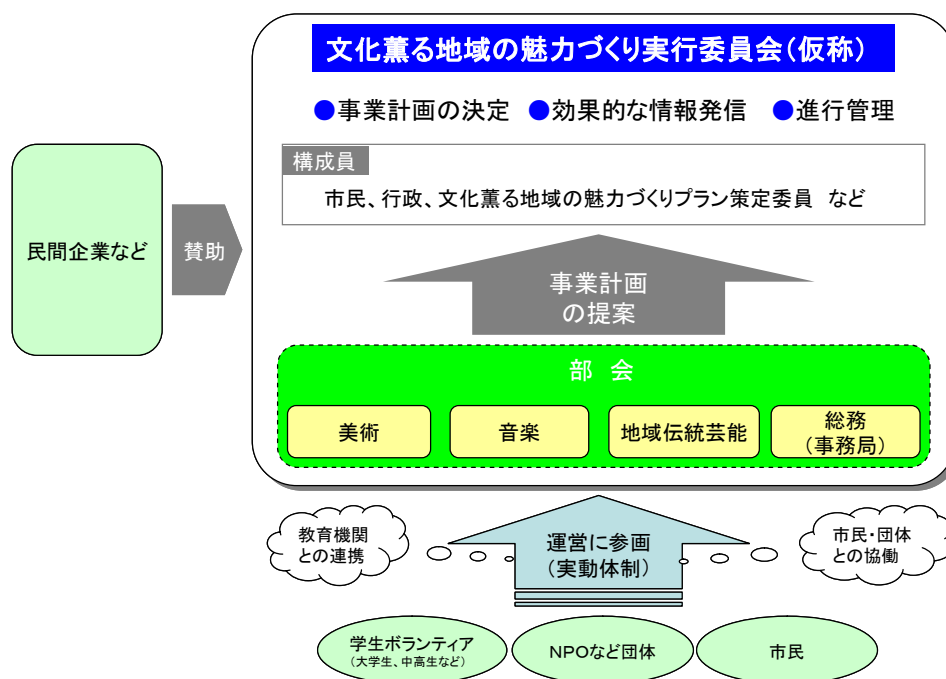 文化薫る地域の魅力づくり実行委員会(仮称)
●事業計画の決定 ●効果的な情報発信 ●進行管理
構成員
市民、行政、文化薫る地域の魅力づくりプラン策定委員 など
民間企業など
賛助
事業計画
の提案
部 会
美術
音楽
地域伝統芸能
総務
(事務局)
教育機関
との連携
運営に参画
(実動体制)
市民・団体
との協働
学生ボランティア
(大学生、中高生など)
NPOなど団体
市民